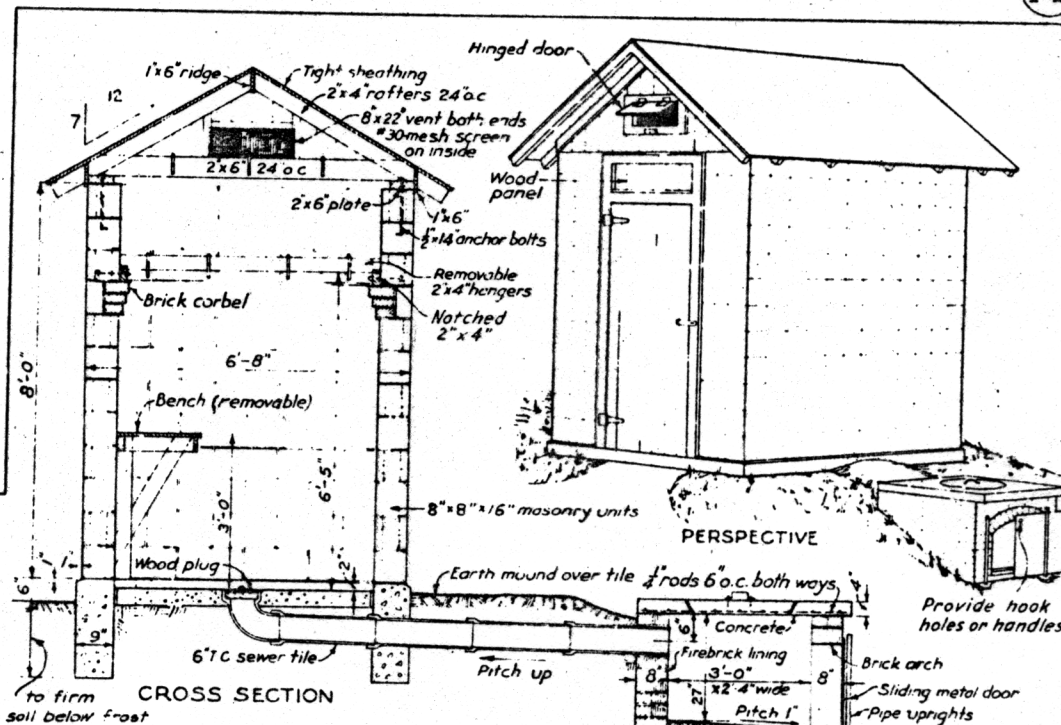 Hinged door
1"x6" ridge
Tight sheathing
2"x4" rafters 24" o.c
12
7
8"x22" vent both ends
#30-mesh screen
on inside
2"x6" 24" o.c
Wood
panel
2"x6" plate
1"x6"
½"x14" anchor bolts
Removable
2"x4" hangers
Brick corbel
Notched
2" x 4"
8'-0"
6'-8"
Bench (removable)
6'-5"
3'-0"
8"x8"x16" masonry units
PERSPECTIVE
Wood plug
2"
1"
6"
Earth mound over tile
¼" rods 6" o.c. both ways
Provide hook
holes or handles
6"
Concrete
9"
6" T C sewer tile
Firebrick lining
Brick arch
Pitch up
8"
3'-0"
x 2'-4" wide
8"
Sliding metal door
27"
Pitch 1"
Pipe uprights
to firm
soil below frost
CROSS SECTION